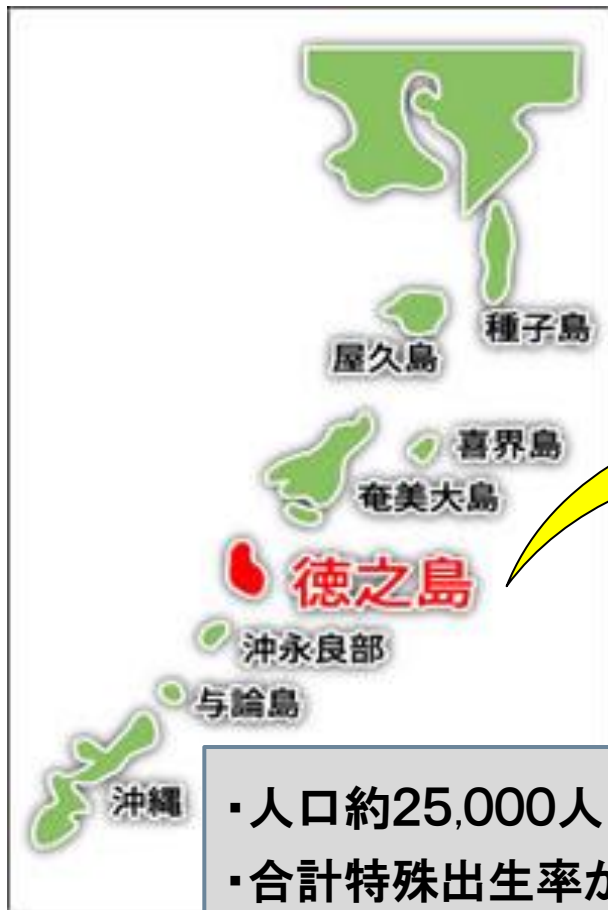 種子島
屋久島
喜界島
奄美大島
徳之島
沖永良部
与論島
沖縄
・人口約25,000人
・合計特殊出生率が